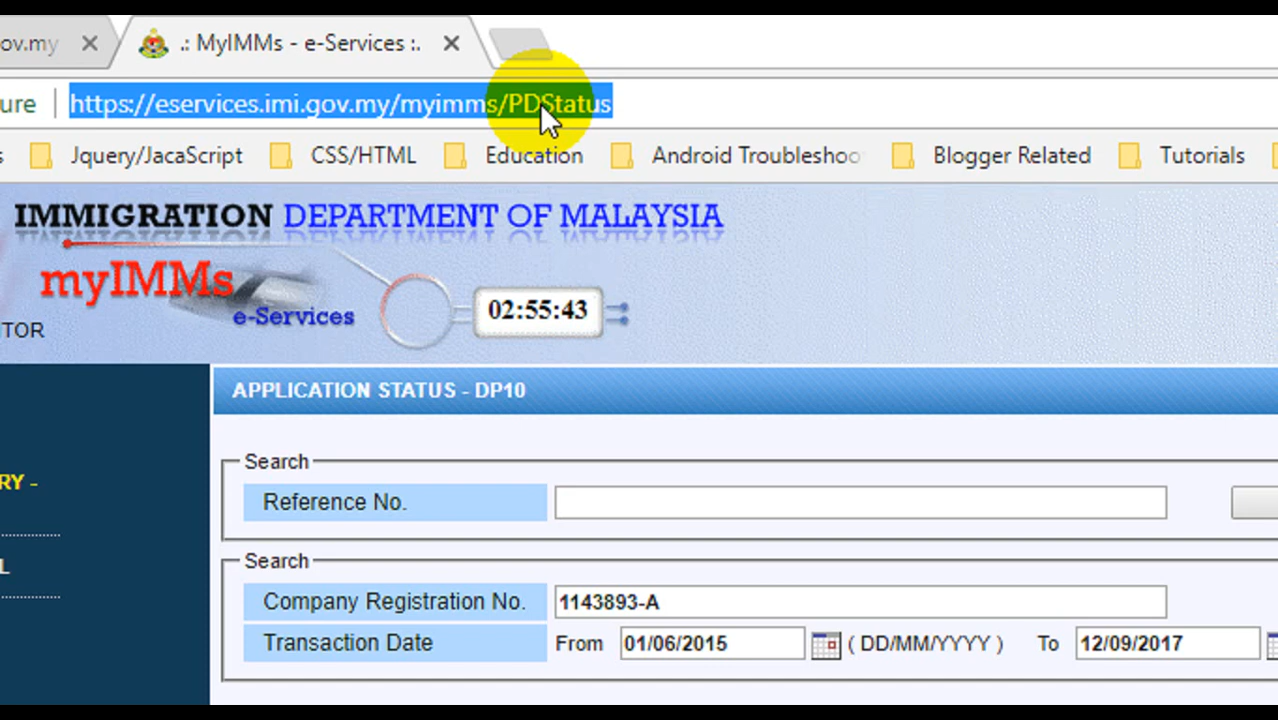 ov.my
.: MyIMMs - e-Services :.
ure
https://eservices.imi.gov.my/myimms/PDStatus
s
Jquery/JacaScript
CSS/HTML
Education
Android Troubleshoo
Blogger Related
Tutorials
IMMIGRATION DEPARTMENT OF MALAYSIA
myIMMs
e-Services
02:55:43
TOR
APPLICATION STATUS - DP10
RY -
L
Search
Reference No.
Search
Company Registration No. 1143893-A
Transaction Date From 01/06/2015 ( DD/MM/YYYY ) To 12/09/2017